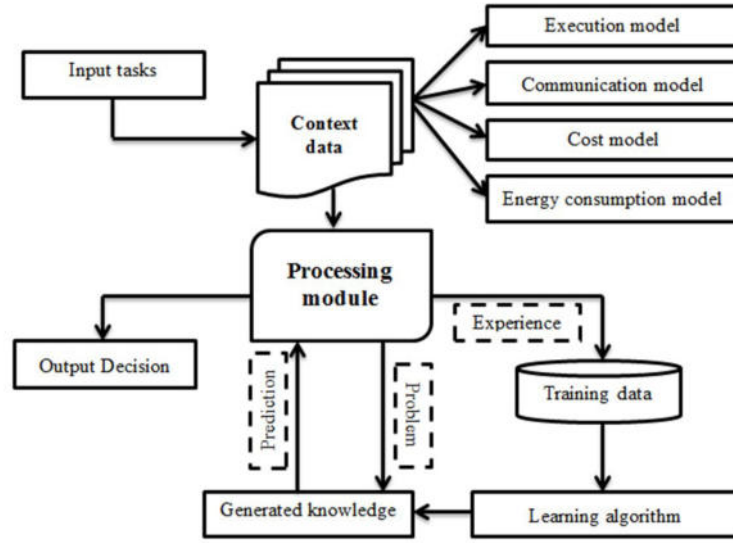 Execution model
Input tasks
Communication model
Context
data
Cost model
Energy consumption model
Processing
module
Experience
Output Decision
Prediction
Problem
Training data
Generated knowledge
Learning algorithm